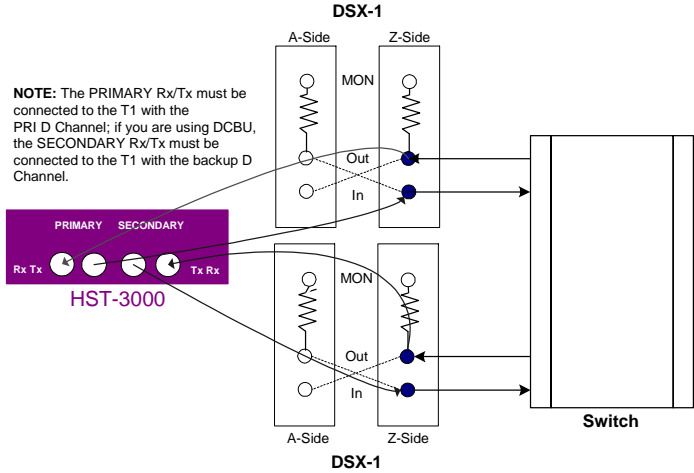 DSX-1
A-Side Z-Side
NOTE: The PRIMARY Rx/Tx must be
connected to the T1 with the
PRI D Channel; if you are using DCBU,
the SECONDARY Rx/Tx must be
connected to the T1 with the backup D
Channel.
MON
Out
In
PRIMARY SECONDARY
Rx Tx Tx Rx
HST-3000
MON
Out
In
A-Side Z-Side
DSX-1
Switch